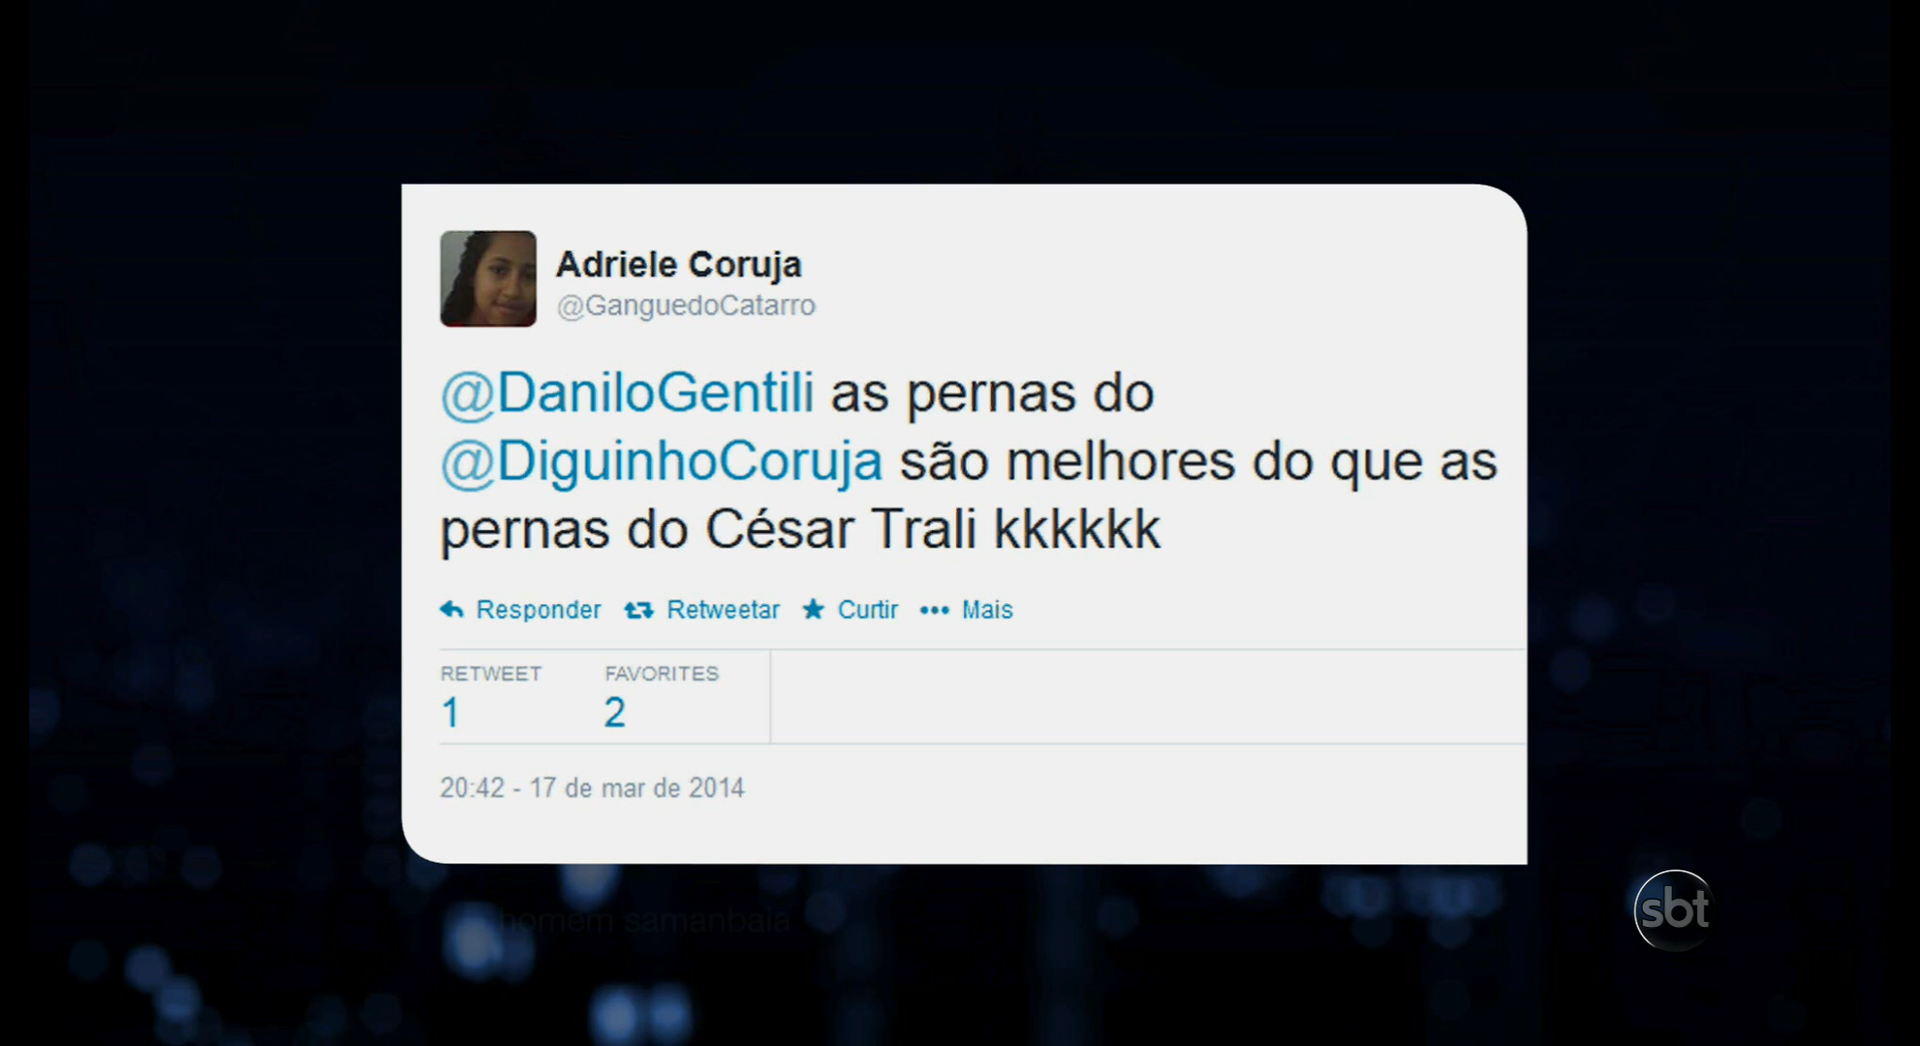 Adriele Coruja
@GanguedoCatarro
@DaniloGentili as pernas do
@DiguinhoCoruja são melhores do que as
pernas do César Trali kkkkkk
Responder Retweetar Curtir Mais
RETWEET FAVORITES
1 2
20:42 - 17 de mar de 2014
homem samanbaia
sbt